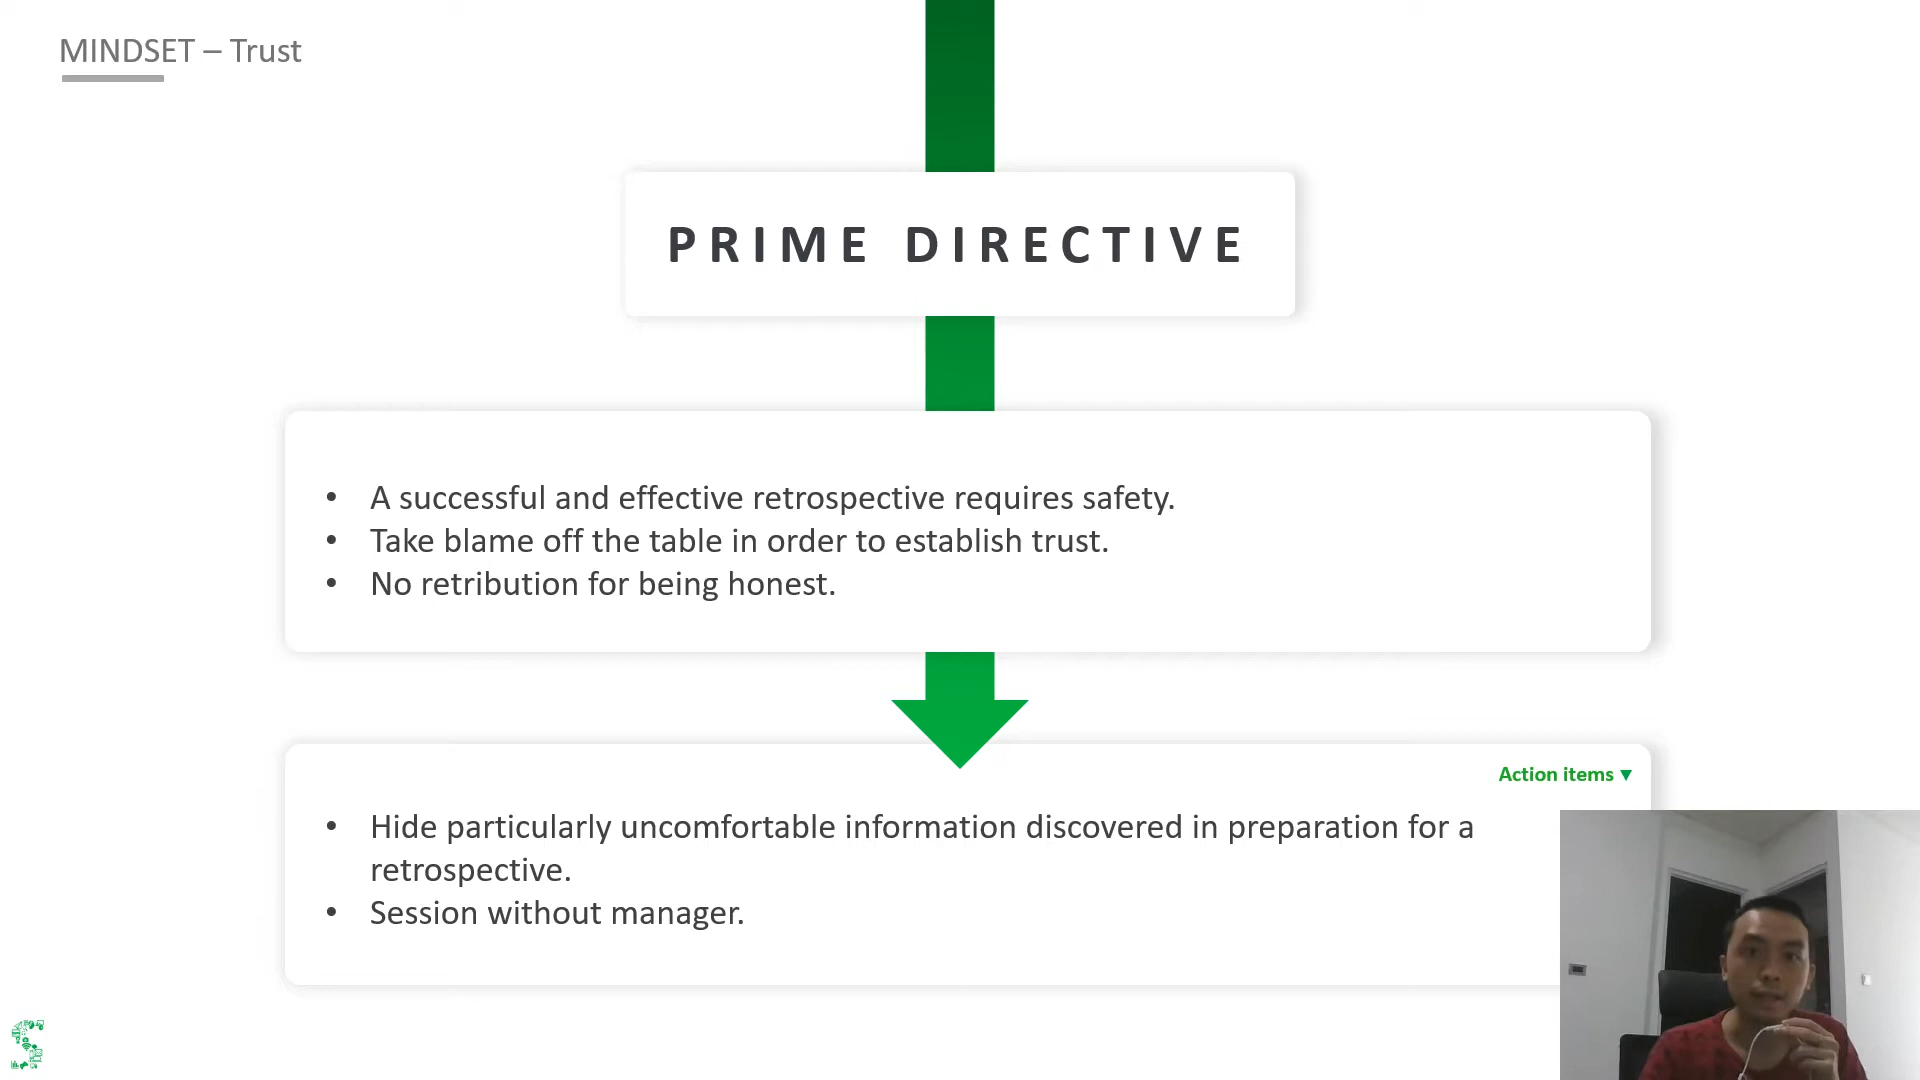 MINDSET – Trust
PRIME DIRECTIVE
• A successful and effective retrospective requires safety.
• Take blame off the table in order to establish trust.
• No retribution for being honest.
Action items ▼
• Hide particularly uncomfortable information discovered in preparation for a
retrospective.
• Session without manager.